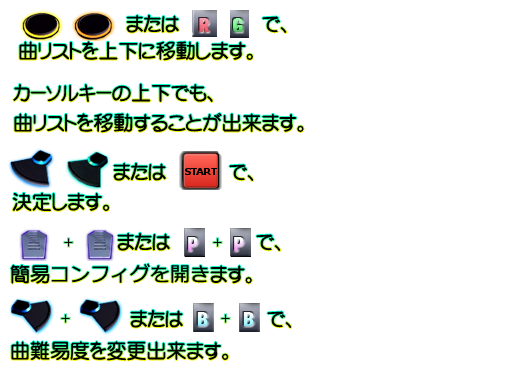 または R G で、
曲リストを上下に移動します。
カーソルキーの上下でも、
曲リストを移動することが出来ます。
または START で、
決定します。
+ または P + P で、
簡易コンフィグを開きます。
+ または B + B で、
曲難易度を変更出来ます。